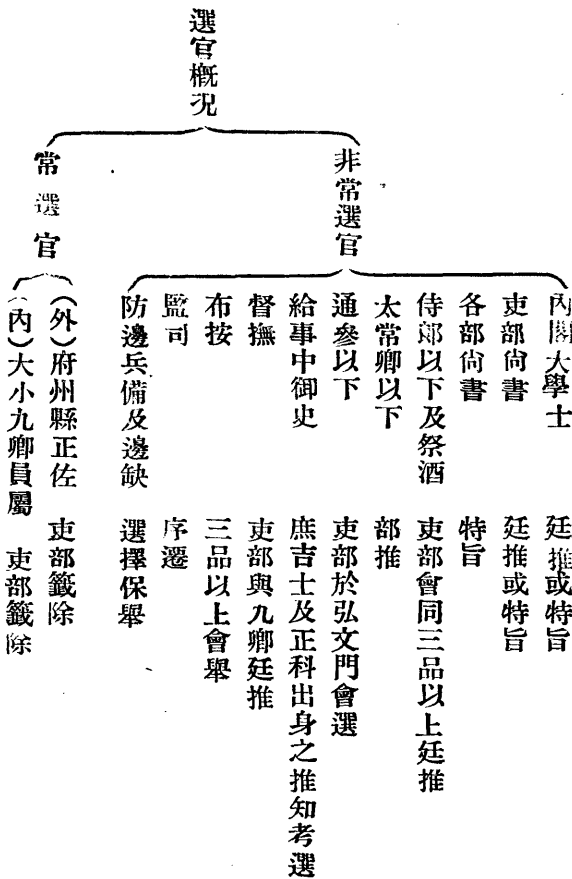 選官概況
非常選官
內閣大學士 廷推或特旨
吏部尙書 廷推或特旨
各部尙書 特旨
侍郞以下及祭酒 吏部會同三品以上廷推
太常卿以下 部推
通參以下 吏部於弘文門會選
給事中御史 庶吉士及正科出身之推知考選
督撫 吏部與九卿廷推
布按 三品以上會舉
監司 序遷
防邊兵備及邊缺 選擇保舉
常選官
(外)府州縣正佐 吏部籤除
(內)大小九卿員屬 吏部籤除